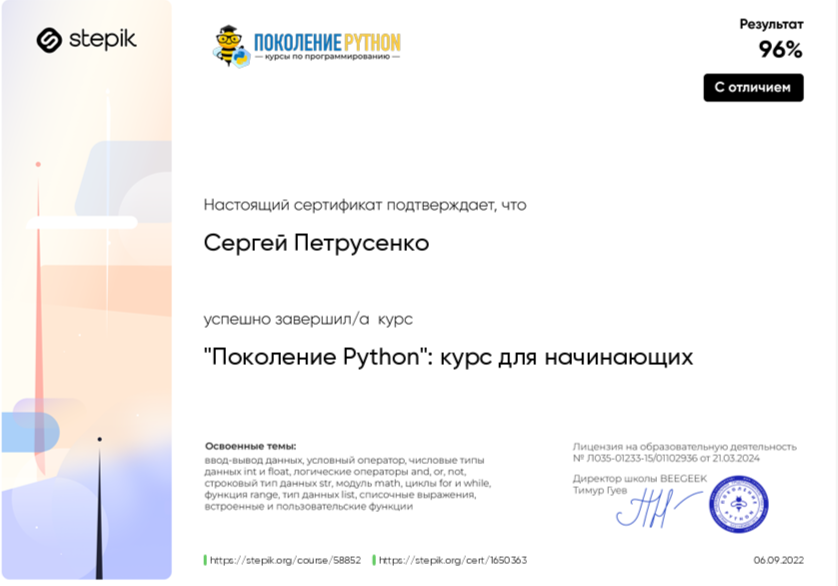 stepik
ПОКОЛЕНИЕ PYTHON
— курсы по программированию —
Результат
96%
С отличием
Настоящий сертификат подтверждает, что
Сергей Петрусенко
успешно завершил/а курс
"Поколение Python": курс для начинающих
Освоенные темы:
ввод-вывод данных, условный оператор, числовые типы
данных int и float, логические операторы and, or, not,
строковый тип данных str, модуль math, циклы for и while,
функция range, тип данных list, списочные выражения,
встроенные и пользовательские функции
Лицензия на образовательную деятельность
№ Л035-01233-15/01102936 от 21.03.2024
Директор школы BEEGEEK
Тимур Гуев
ПОКОЛЕНИЕ
PYTHON
https://stepik.org/course/58852
https://stepik.org/cert/1650363
06.09.2022